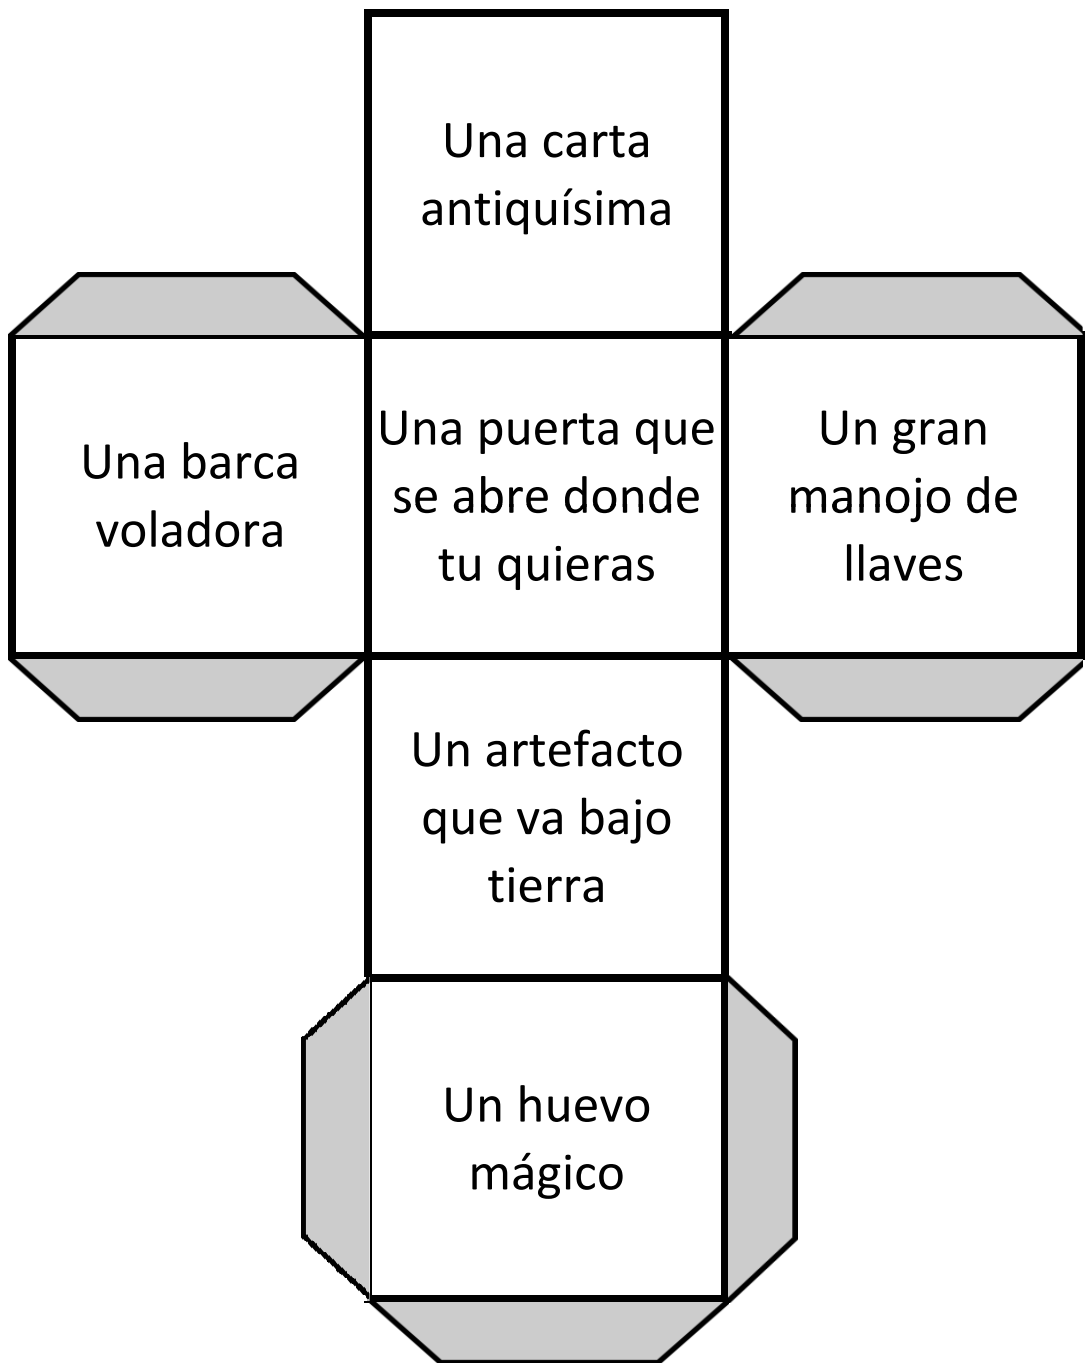 Una carta
antiquísima
Una barca
voladora
Una puerta que
se abre donde
tu quieras
Un gran
manojo de
llaves
Un artefacto
que va bajo
tierra
Un huevo
mágico